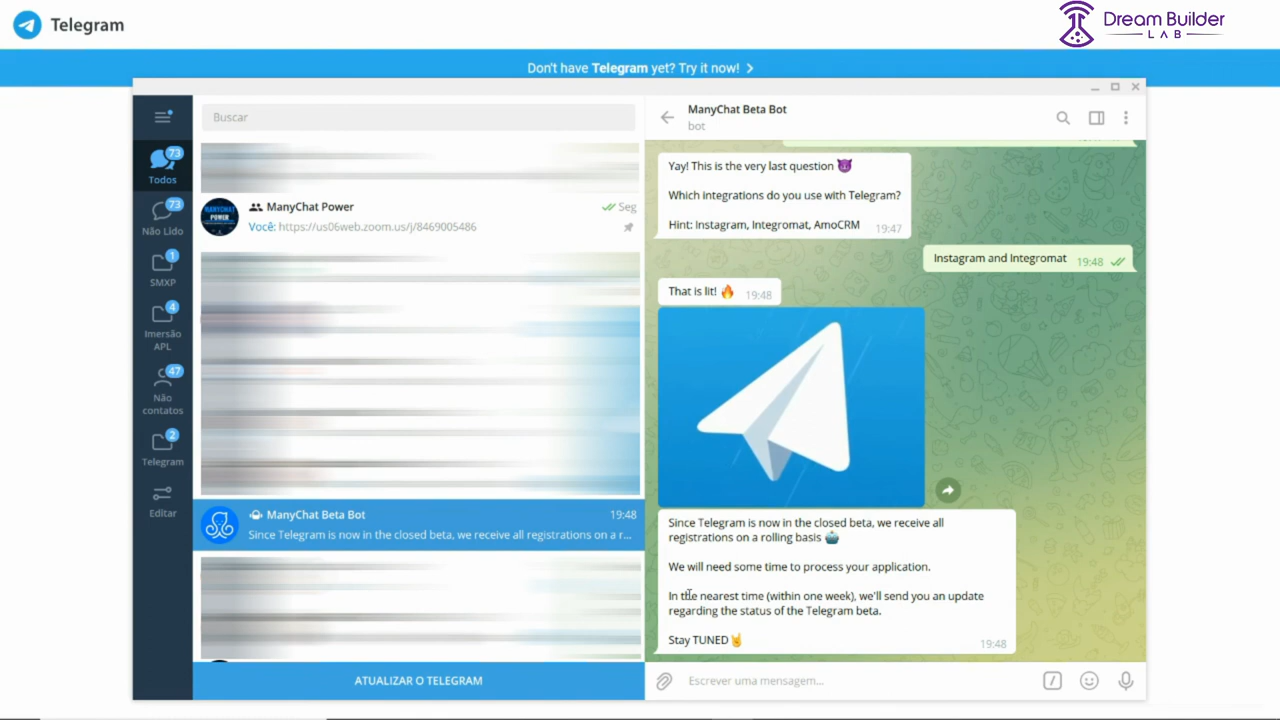 Telegram
Dream Builder
LAB
Don't have Telegram yet? Try it now!
Buscar
ManyChat Beta Bot
bot
73
Todos
73
Não Lido
1
SMXP
4
Imersão
APL
47
Não
contatos
2
Telegram
Editar
MANYCHAT
POWER
ManyChat Power
Seg
Você: https://us06web.zoom.us/j/8469005486
ManyChat Beta Bot
19:48
Since Telegram is now in the closed beta, we receive all registrations on a r...
ATUALIZAR O TELEGRAM
Yay! This is the very last question 😈
Which integrations do you use with Telegram?
Hint: Instagram, Integromat, AmoCRM
19:47
Instagram and Integromat
19:48
That is lit! 🔥
19:48
Since Telegram is now in the closed beta, we receive all
registrations on a rolling basis 🤖
We will need some time to process your application.
In the nearest time (within one week), we'll send you an update
regarding the status of the Telegram beta.
Stay TUNED🤘
19:48
Escrever uma mensagem...